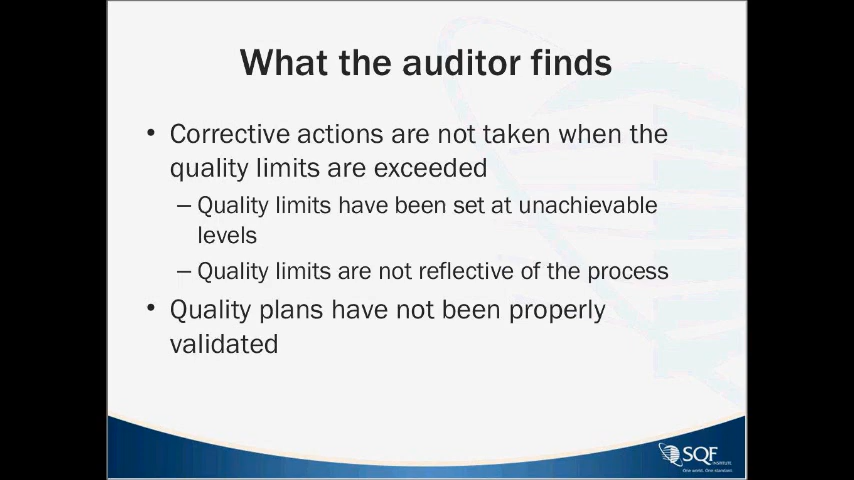 What the auditor finds
• Corrective actions are not taken when the
quality limits are exceeded
– Quality limits have been set at unachievable
levels
– Quality limits are not reflective of the process
• Quality plans have not been properly
validated
SQF
INSTITUTE
One world. One standard.